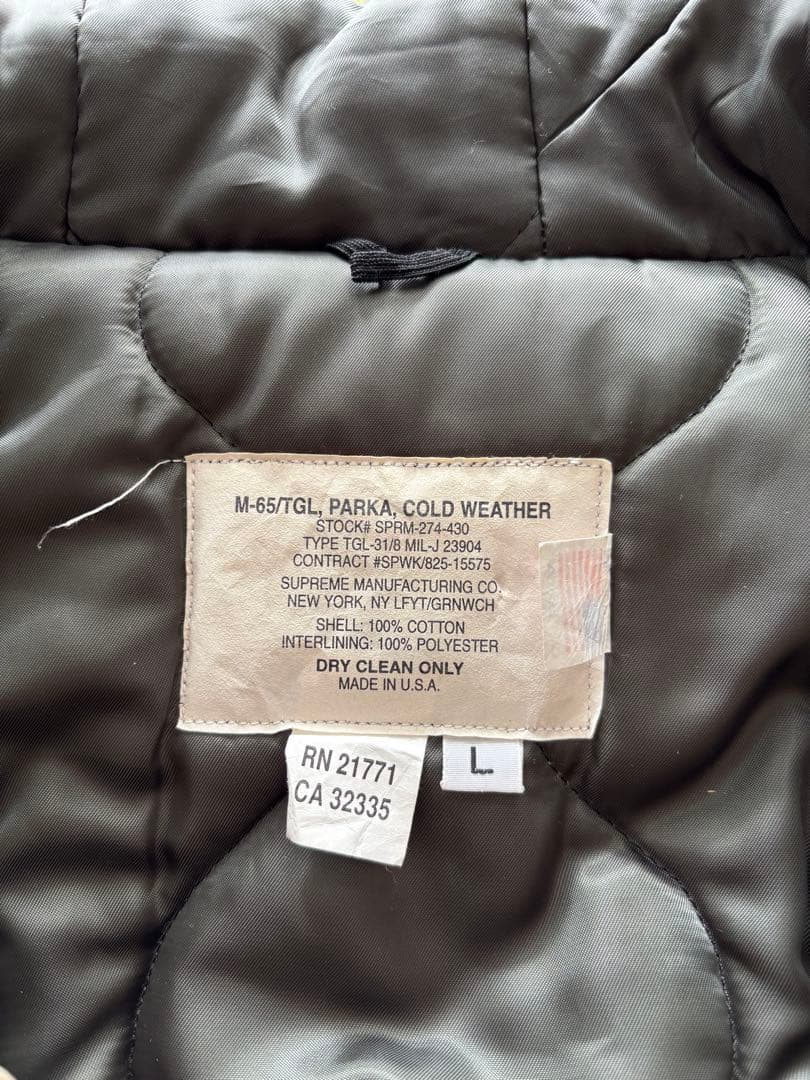 M-65/TGL, PARKA, COLD WEATHER
STOCK# SPRM-274-430
TYPE TGL-31/8 MIL-J 23904
CONTRACT #SPWK/825-15575
SUPREME MANUFACTURING CO.
NEW YORK, NY LFYT/GRNWCH
SHELL: 100% COTTON
INTERLINING: 100% POLYESTER
DRY CLEAN ONLY
MADE IN U.S.A.
RN 21771
CA 32335
L